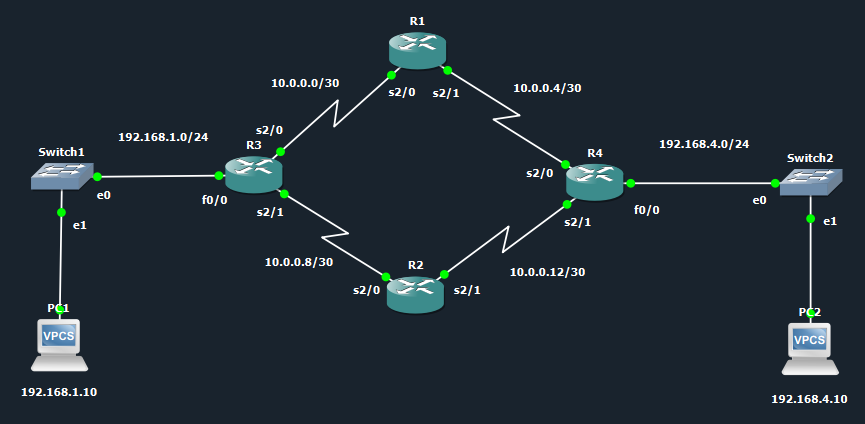 R1
10.0.0.0/30
10.0.0.4/30
s2/0
s2/1
192.168.1.0/24
s2/0
R3
Switch1
e0
f0/0
s2/1
e1
R4
192.168.4.0/24
Switch2
s2/0
s2/1
f0/0
e0
e1
10.0.0.8/30
R2
10.0.0.12/30
s2/0
s2/1
PC1
VPCS
192.168.1.10
PC2
VPCS
192.168.4.10